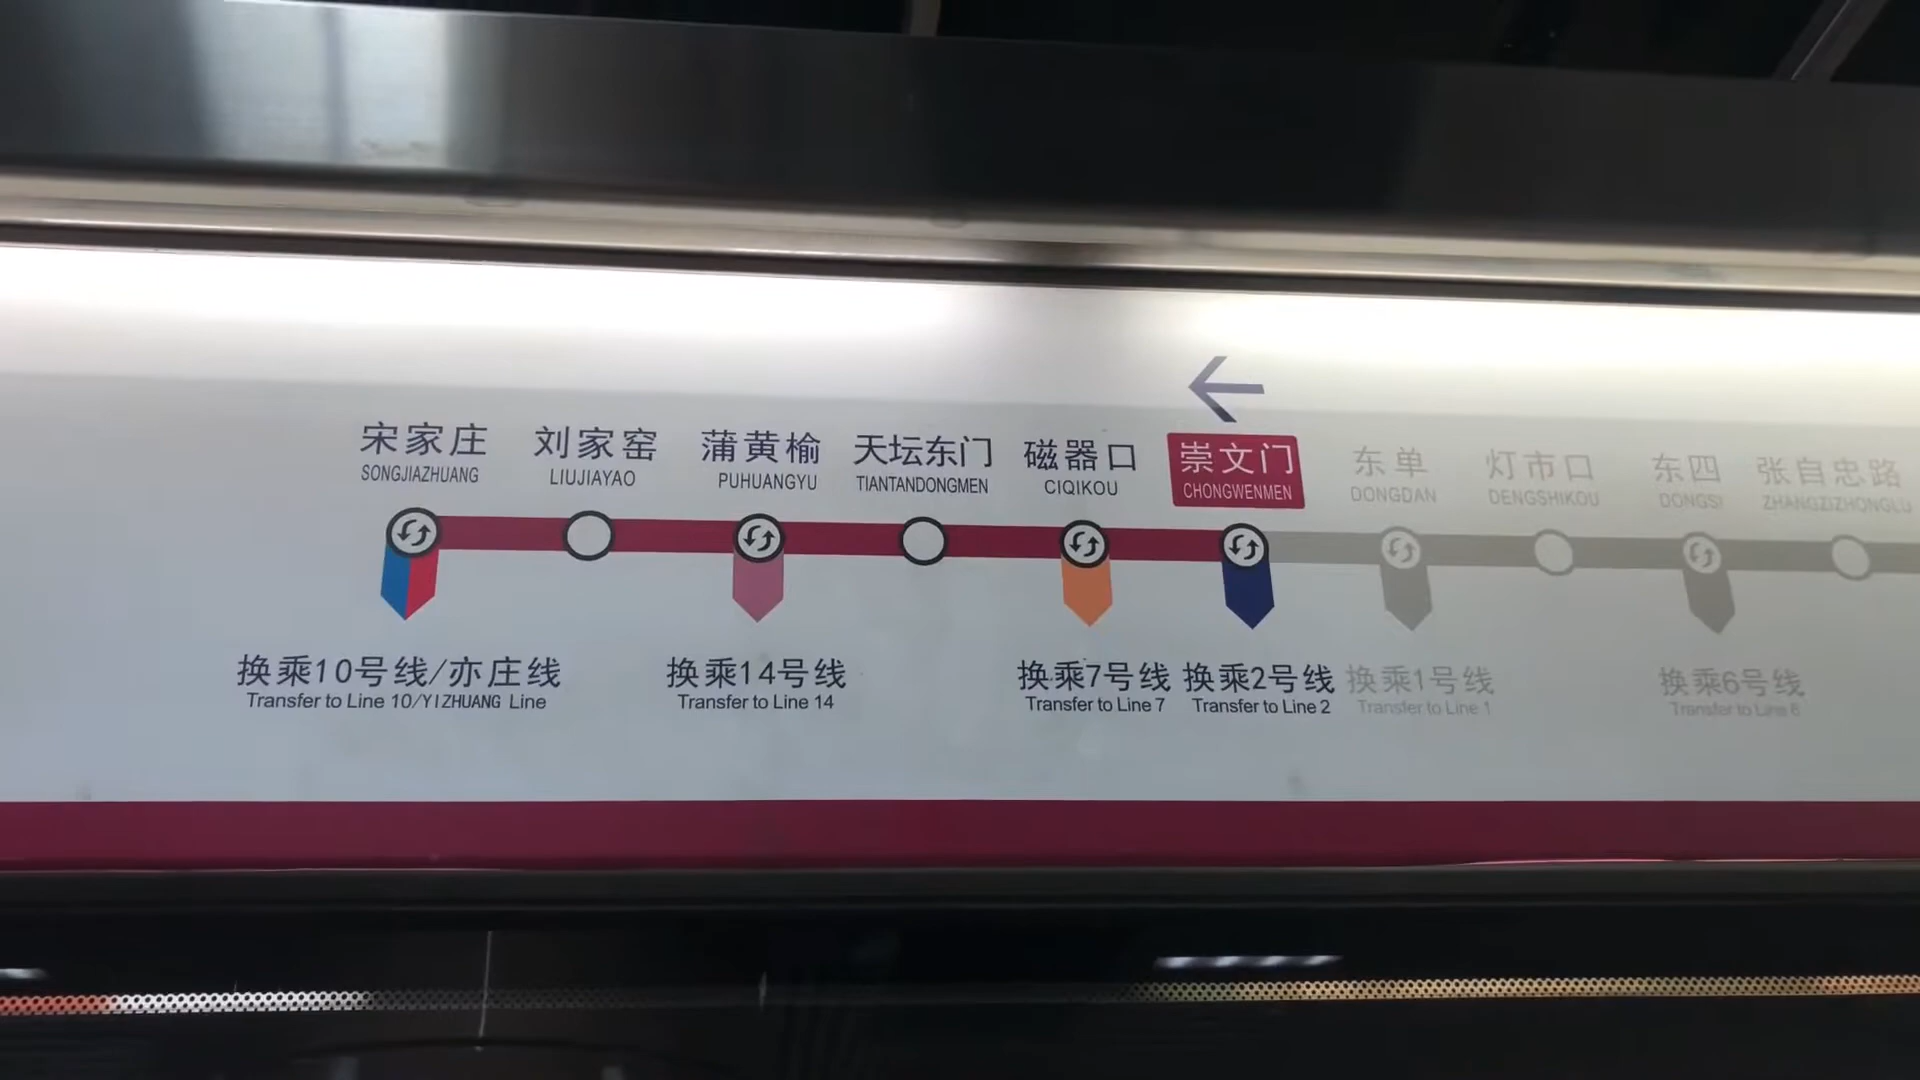 宋家庄
SONGJIAZHUANG
刘家窑
LIUJIAYAO
蒲黄榆
PUHUANGYU
天坛东门
TIANTANDONGMEN
磁器口
CIQIKOU
崇文门
CHONGWENMEN
东单
DONGDAN
灯市口
DENGSHIKOU
东四
DONGSI
张自忠路
ZHANGZIZHONGLU
换乘10号线/亦庄线
Transfer to Line 10/YIZHUANG Line
换乘14号线
Transfer to Line 14
换乘7号线
Transfer to Line 7
换乘2号线
Transfer to Line 2
换乘1号线
Transfer to Line 1
换乘6号线
Transfer to Line 6